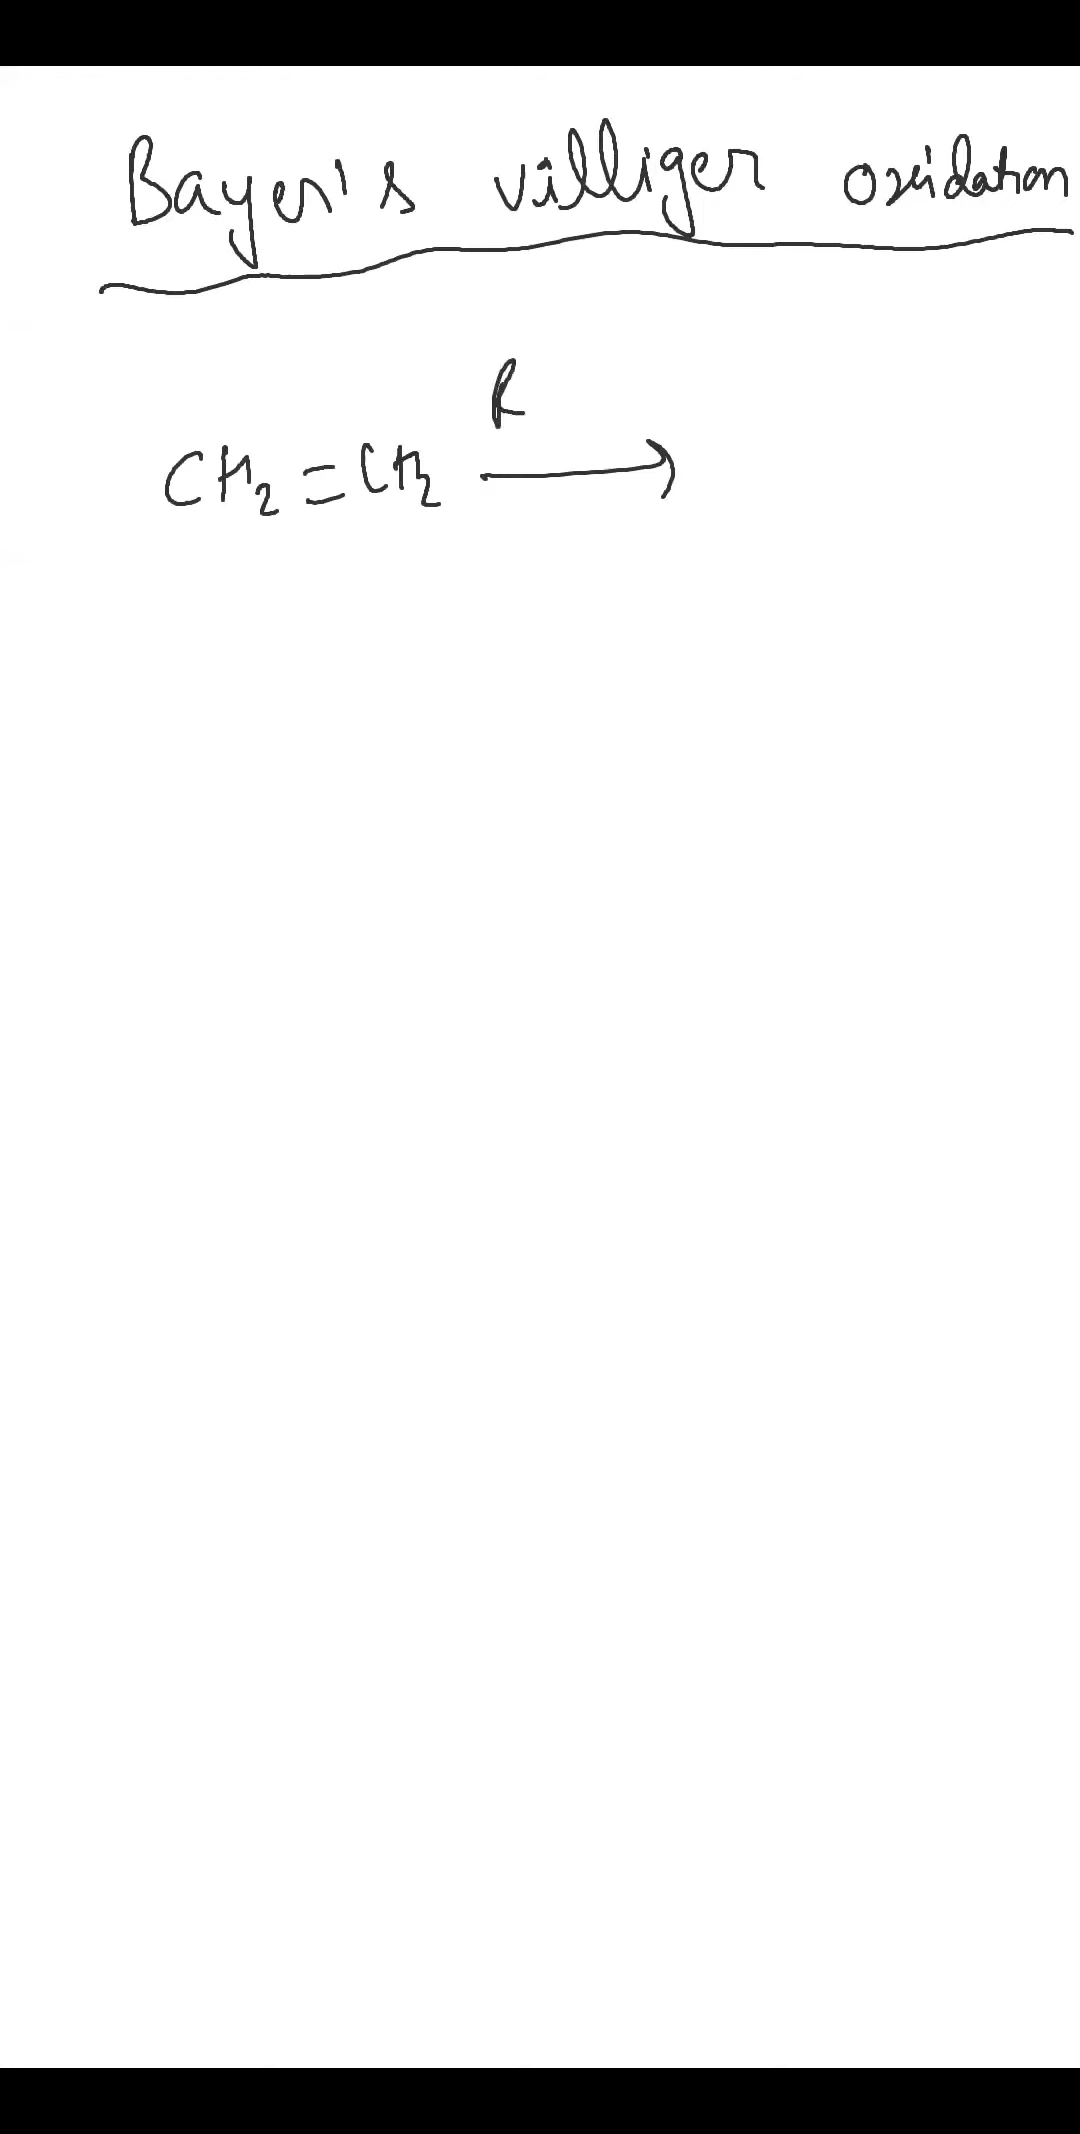 Bayer's villiger oxidation
R
CH₂ = CH₂ ⟶